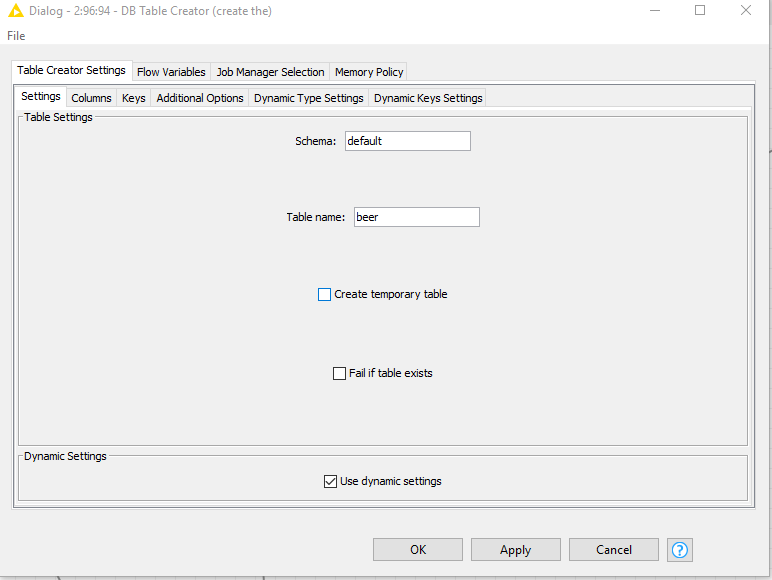 Dialog - 2:96:94 - DB Table Creator (create the)
File
Table Creator Settings Flow Variables Job Manager Selection Memory Policy
Settings Columns Keys Additional Options Dynamic Type Settings Dynamic Keys Settings
Table Settings
Schema: default
Table name: beer
Create temporary table
Fail if table exists
Dynamic Settings
Use dynamic settings
OK Apply Cancel ?